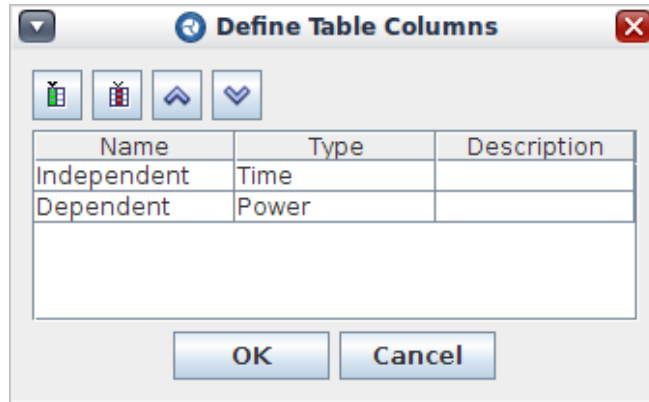 Define Table Columns
Name Type Description
Independent Time
Dependent Power
OK Cancel